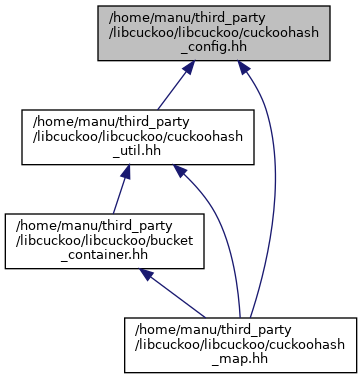 /home/manu/third_party
/libcuckoo/libcuckoo/cuckoohash
_config.hh
/home/manu/third_party
/libcuckoo/libcuckoo/cuckoohash
_util.hh
/home/manu/third_party
/libcuckoo/libcuckoo/bucket
_container.hh
/home/manu/third_party
/libcuckoo/libcuckoo/cuckoohash
_map.hh